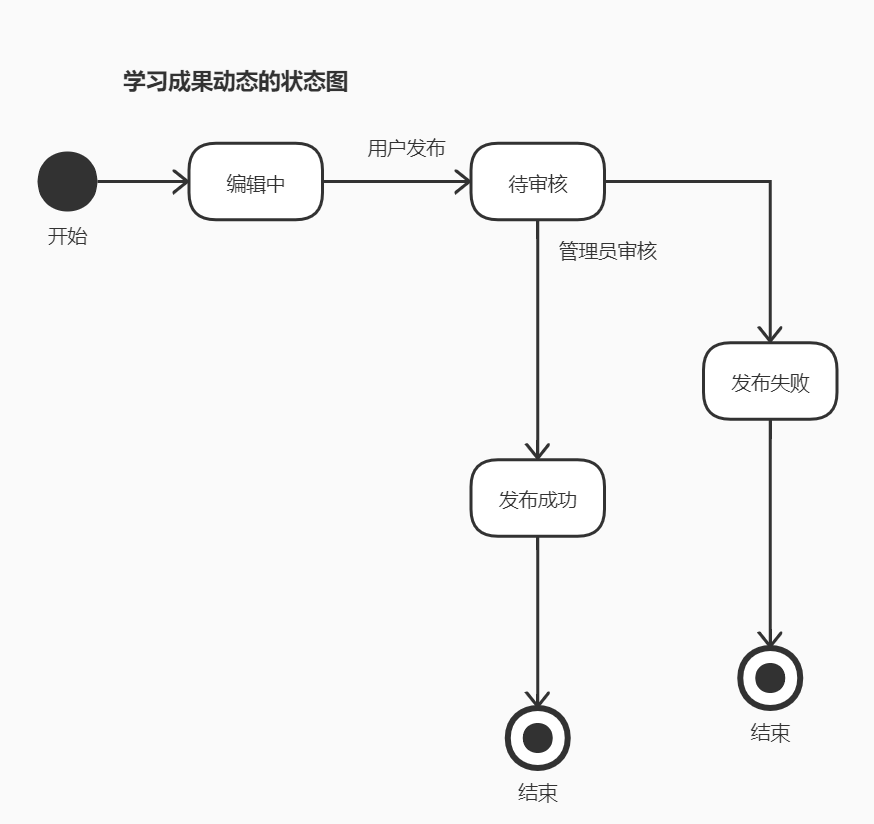 学习成果动态的状态图
用户发布
编辑中
待审核
开始
管理员审核
发布失败
发布成功
结束
结束